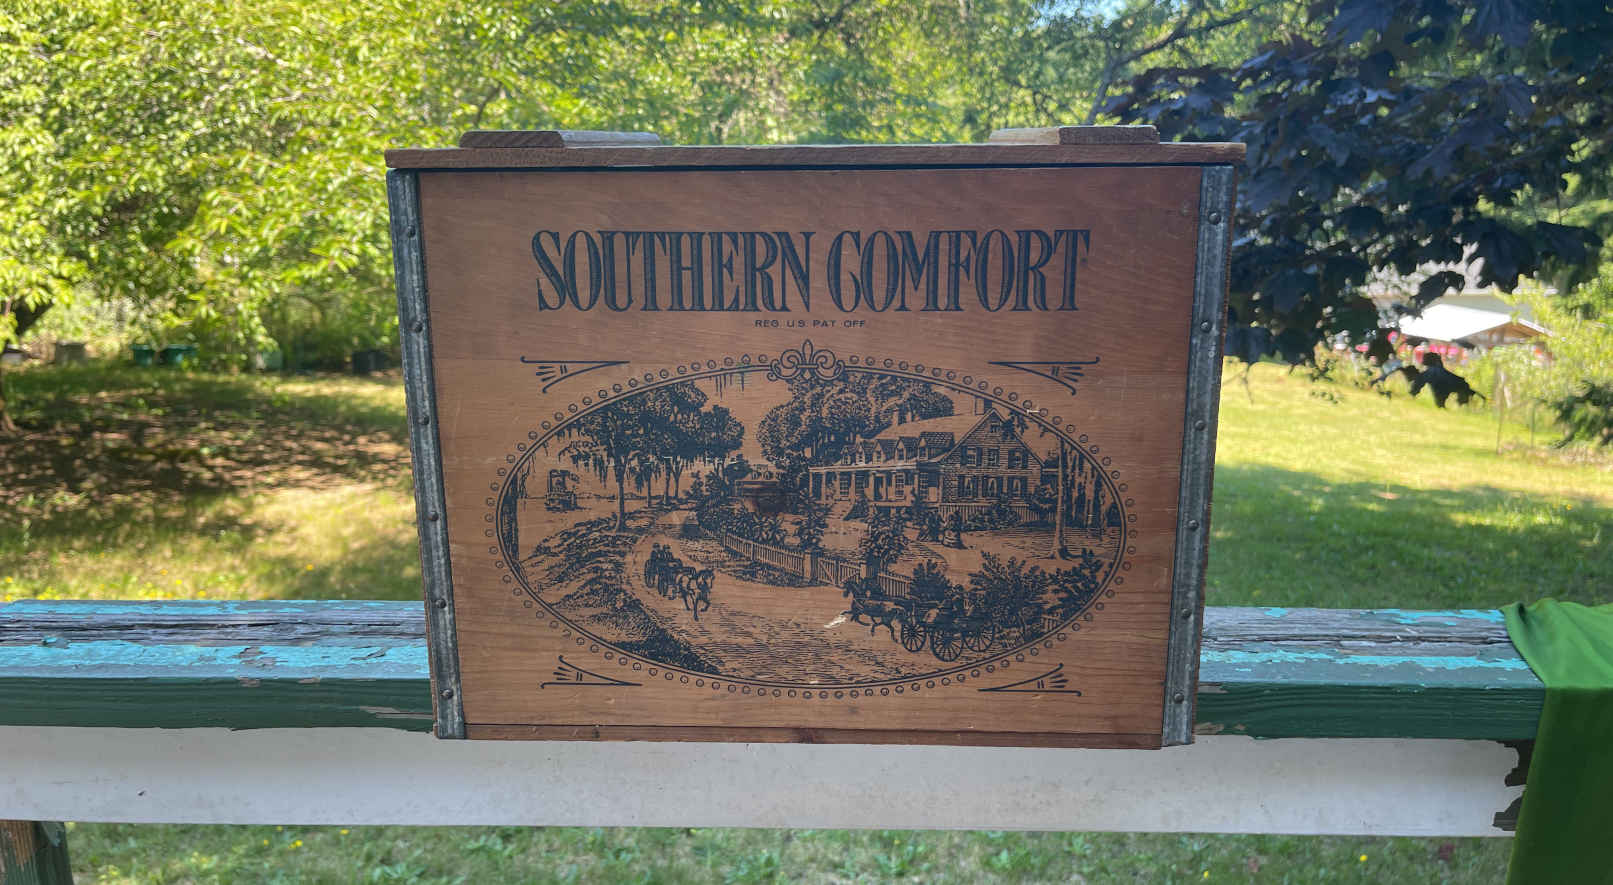 SOUTHERN COMFORT
REG. U.S. PAT. OFF.